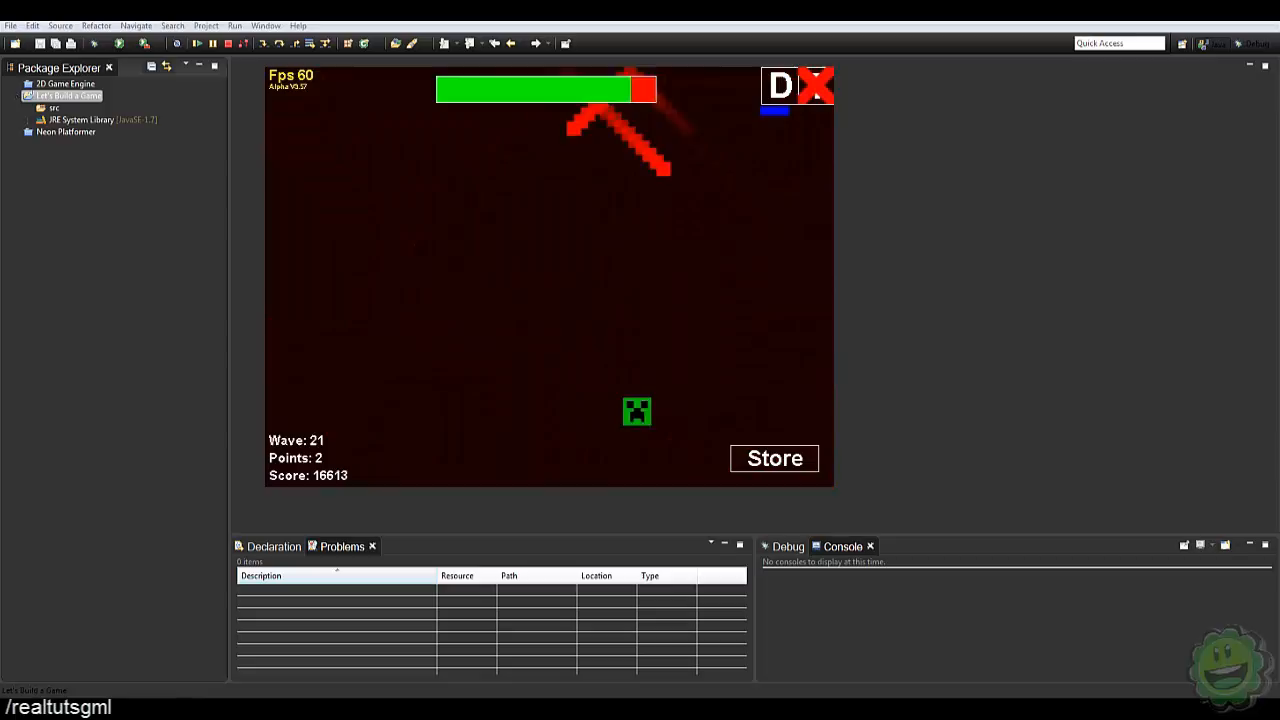 File Edit Source Refactor Navigate Search Project Run Window Help
Quick Access
Debug
Package Explorer
2D Game Engine
Let's Build a Game
src
JRE System Library [JavaSE-1.7]
Neon Platformer
Fps 60
Alpha V3.57
D
Wave: 21
Points: 2
Score: 16613
Store
Declaration Problems
0 items
Description Resource Path Location Type
Debug Console
No consoles to display at this time.
Let's Build a Game
/realtutsgml